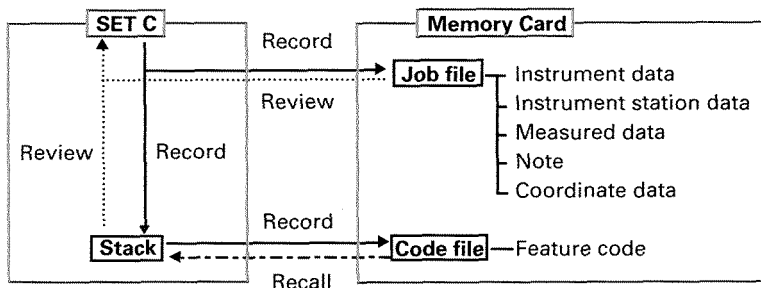 SET C
Memory Card
Record
Job file
Instrument data
Review
Instrument station data
Measured data
Review
Record
Note
Coordinate data
Record
Stack
Code file
Feature code
Recall